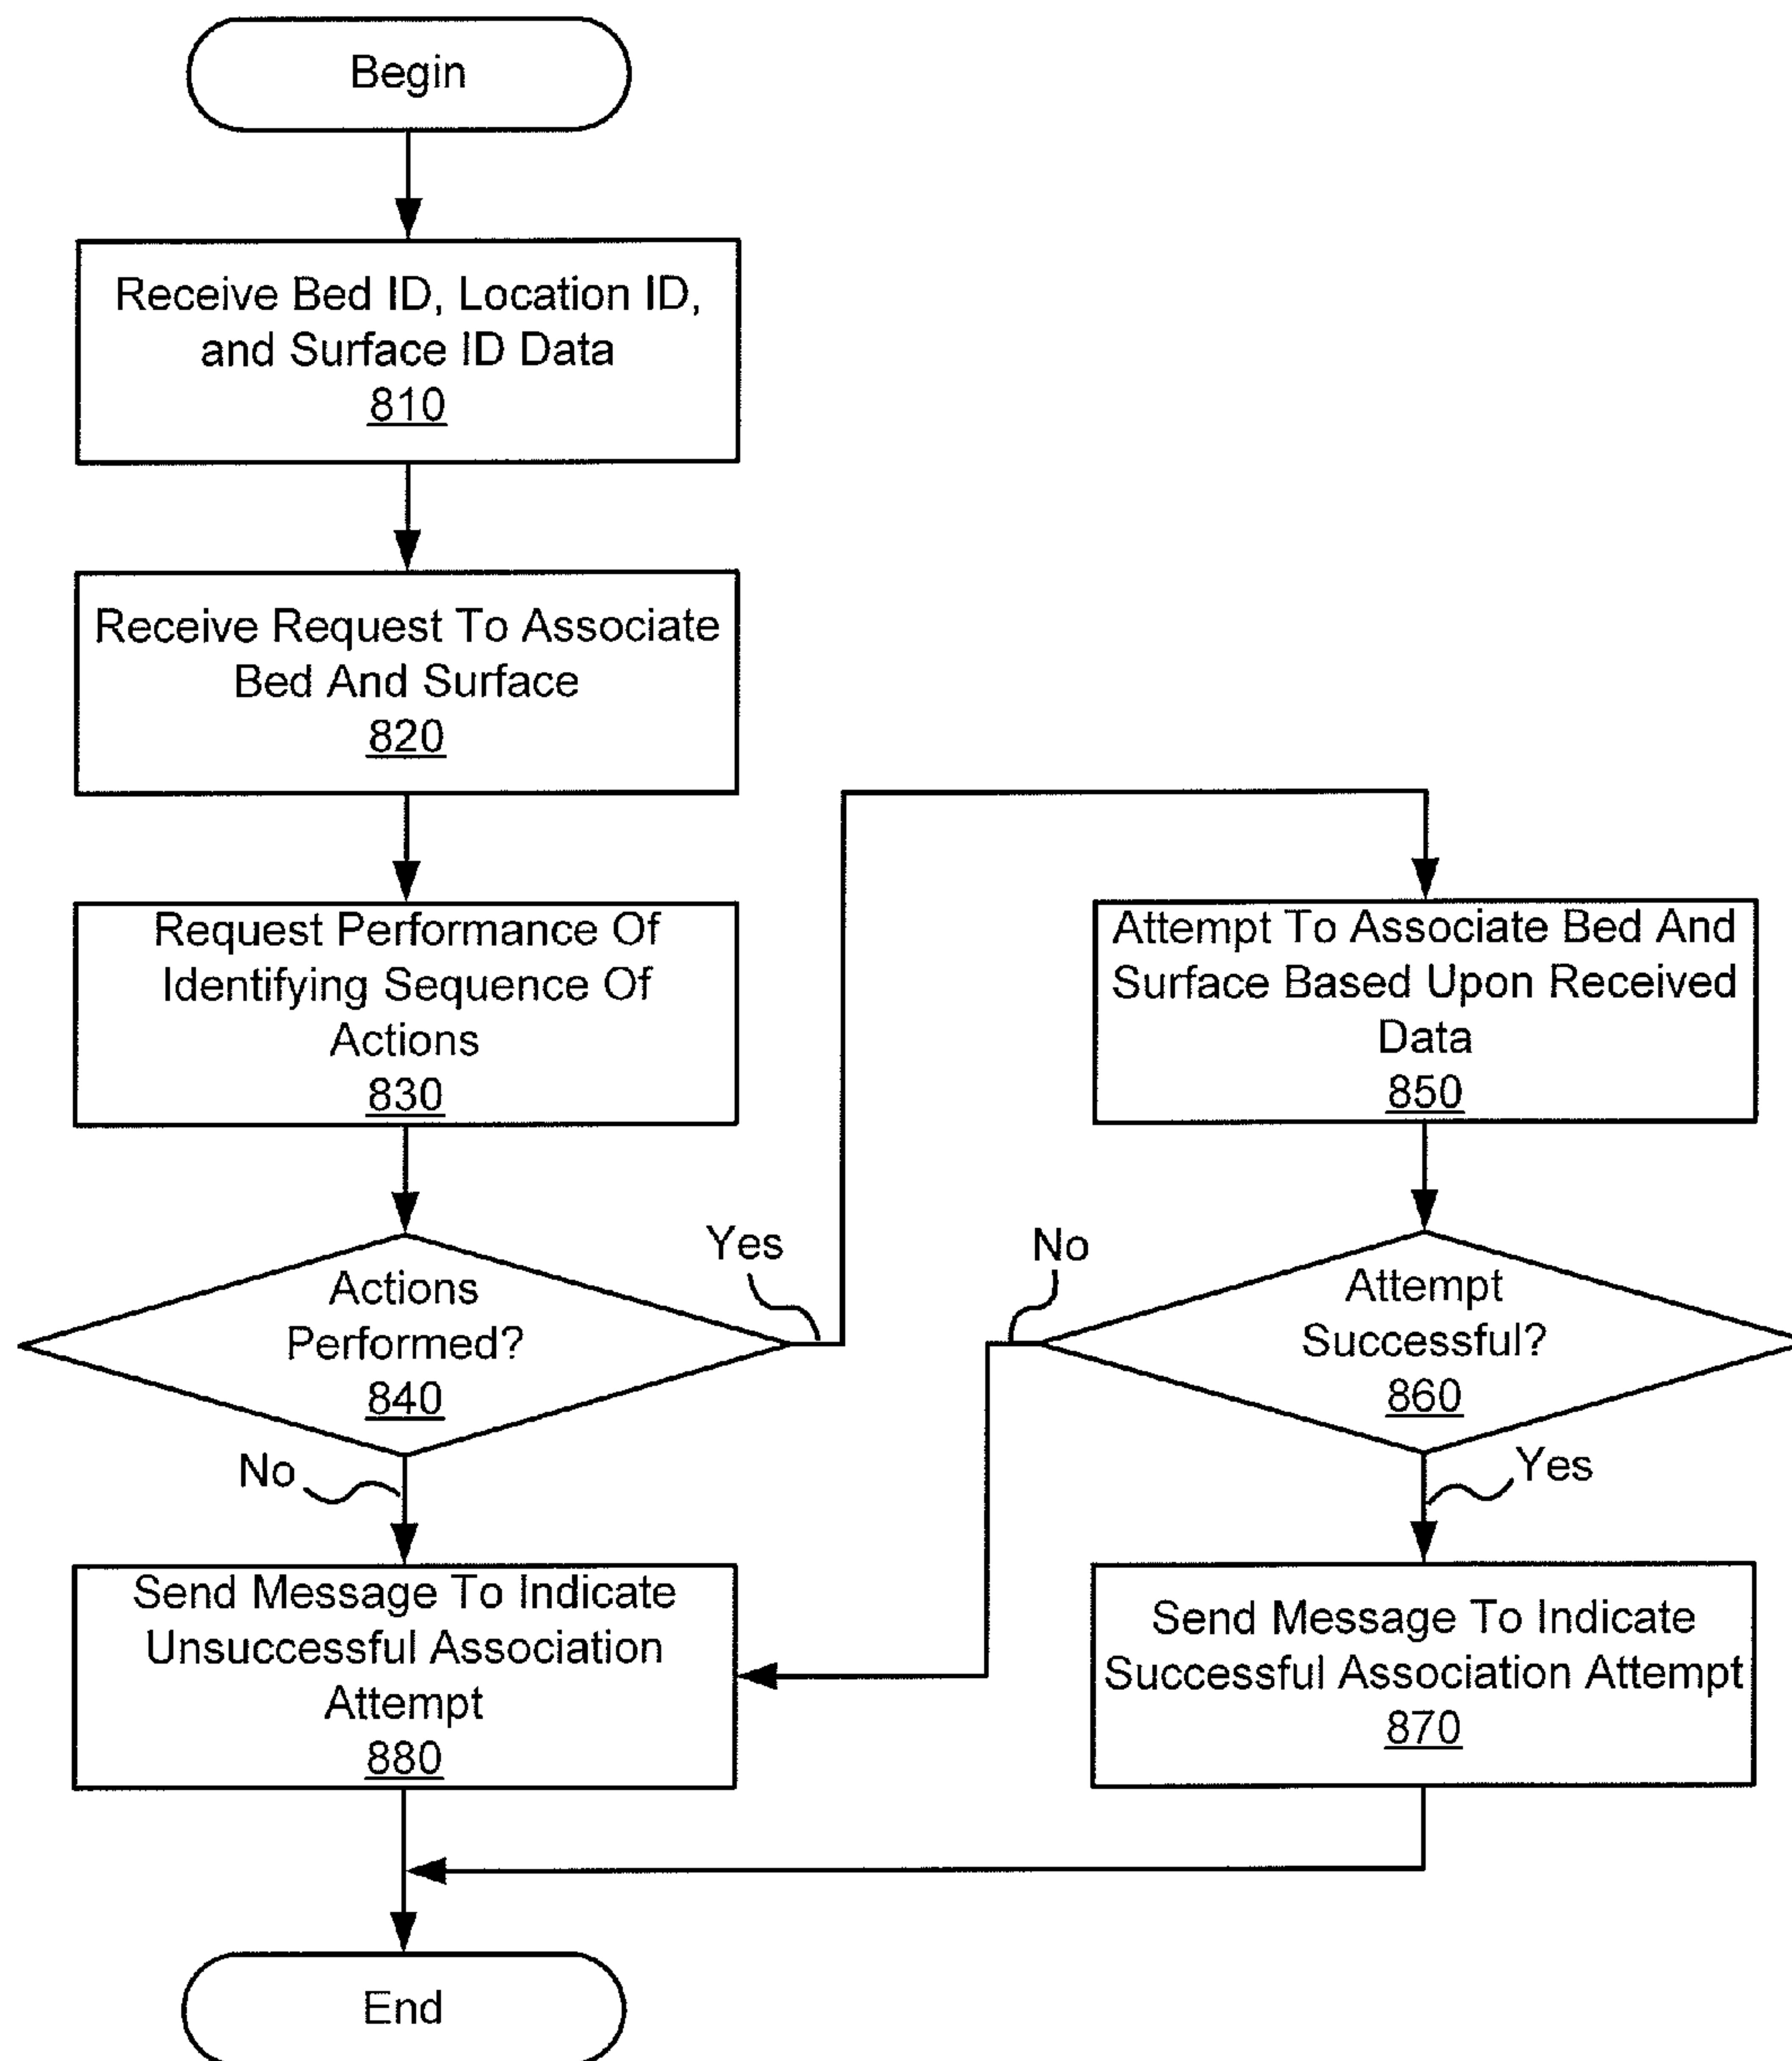 Begin
Receive Bed ID, Location ID,
and Surface ID Data
810
Receive Request To Associate
Bed And Surface
820
Request Performance Of
Identifying Sequence Of
Actions
830
Actions
Performed?
840
Yes
No
Attempt To Associate Bed And
Surface Based Upon Received
Data
850
Attempt
Successful?
860
No
Yes
Send Message To Indicate
Successful Association Attempt
870
Send Message To Indicate
Unsuccessful Association
Attempt
880
End